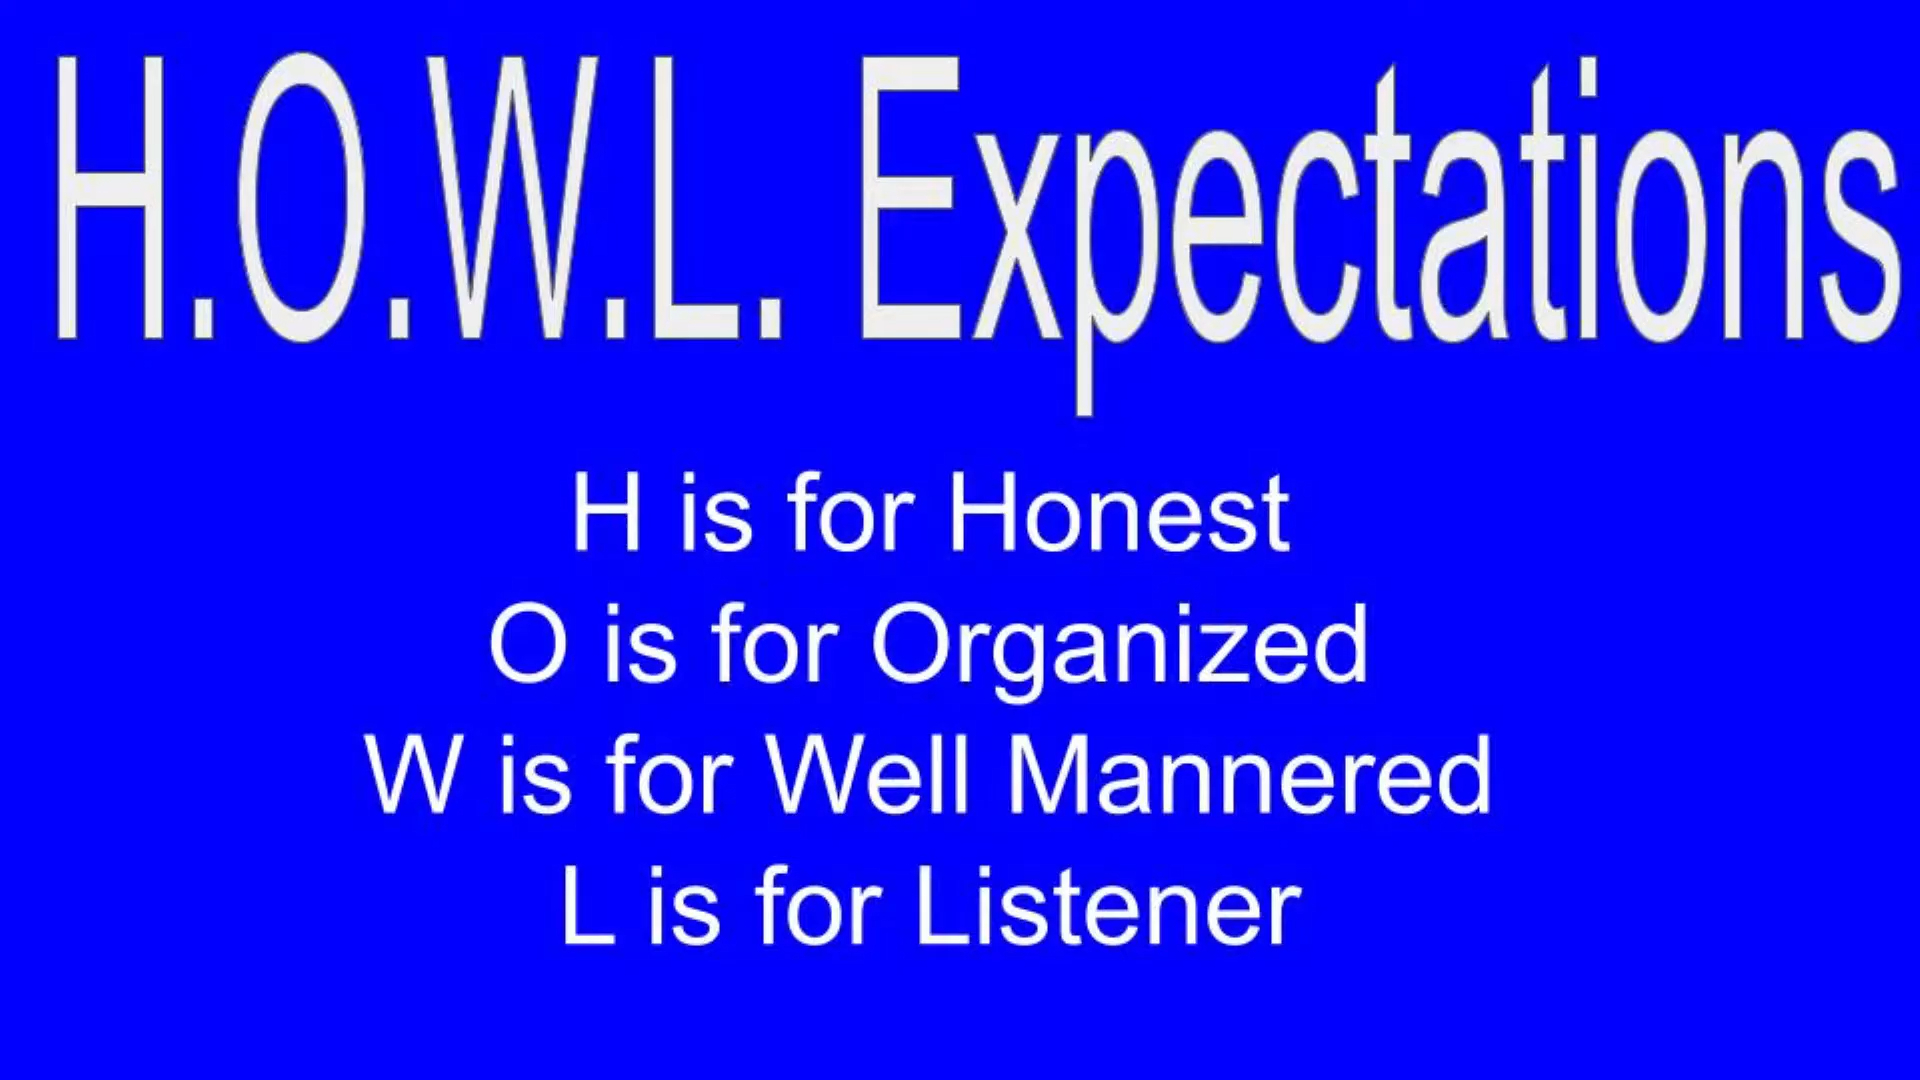 H.O.W.L. Expectations
H is for Honest
O is for Organized
W is for Well Mannered
L is for Listener